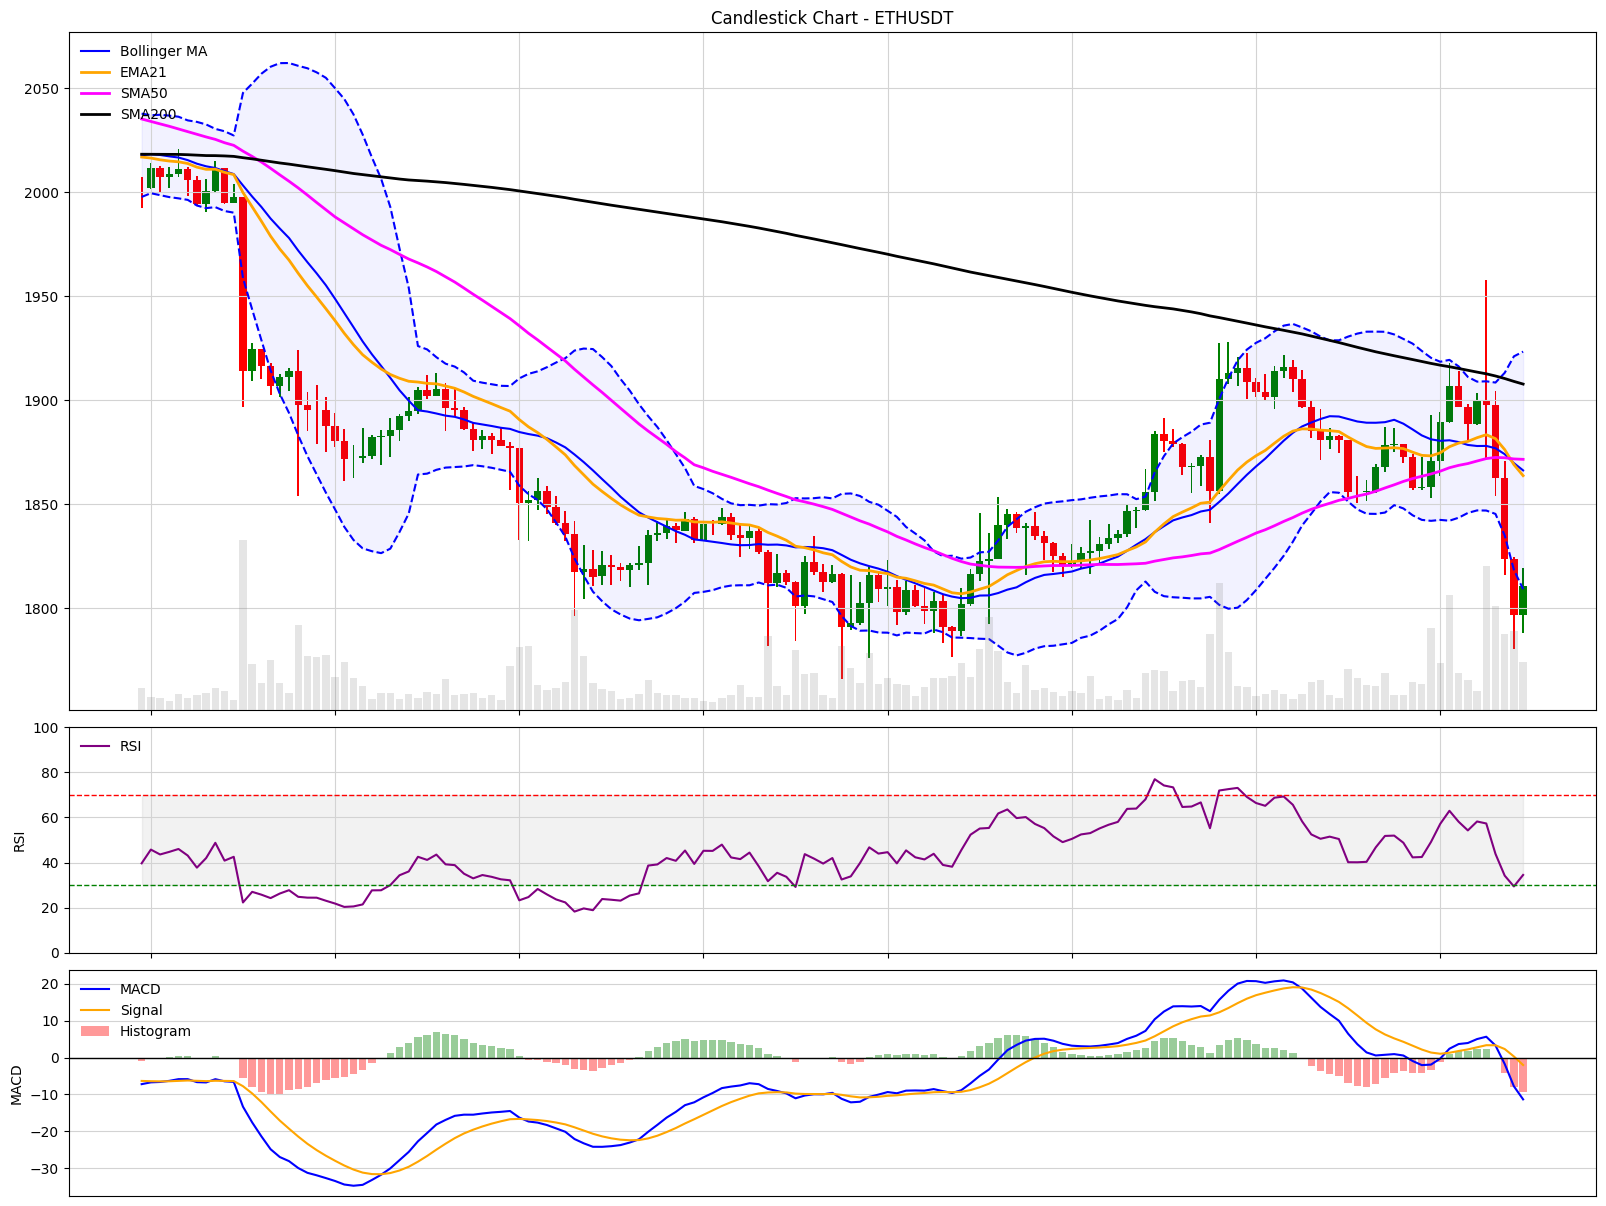 Candlestick Chart - ETHUSDT
Bollinger MA
EMA21
SMA50
SMA200
2050
2000
1950
1900
1850
1800
RSI
100
80
60
40
20
0
RSI
MACD
Signal
Histogram
20
10
0
−10
−20
−30
MACD